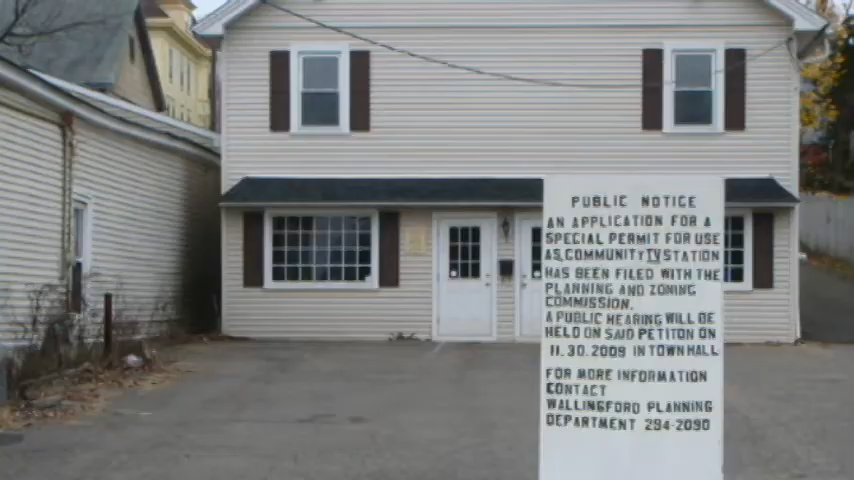 PUBLIC NOTICE
AN APPLICATION FOR A
SPECIAL PERMIT FOR USE
AS COMMUNITY TV STATION
HAS BEEN FILED WITH THE
PLANNING AND ZONING
COMMISSION.
A PUBLIC HEARING WILL BE
HELD ON SAID PETITON ON
11.30.2009 IN TOWN HALL
FOR MORE INFORMATION
CONTACT
WALLINGFORD PLANNING
DEPARTMENT 294-2090